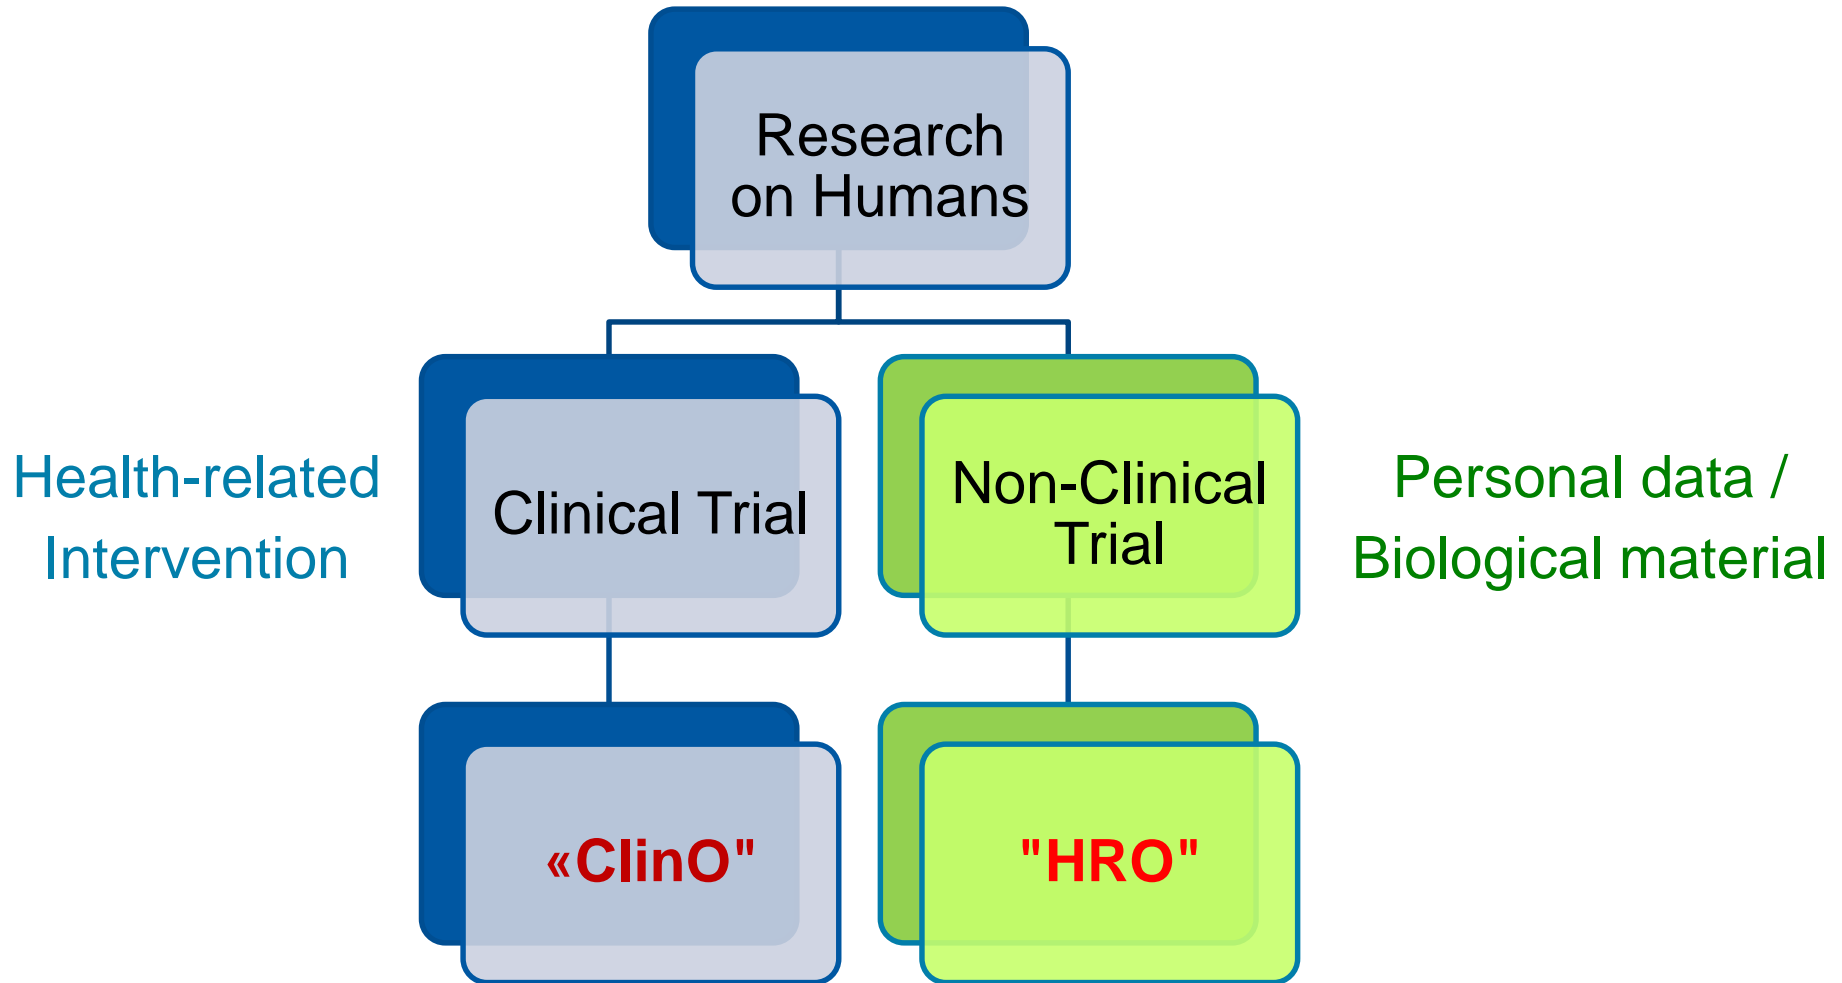 Research
on Humans
Health-related
Intervention
Clinical Trial
Non-Clinical
Trial
Personal data /
Biological material
«ClinO"
"HRO"